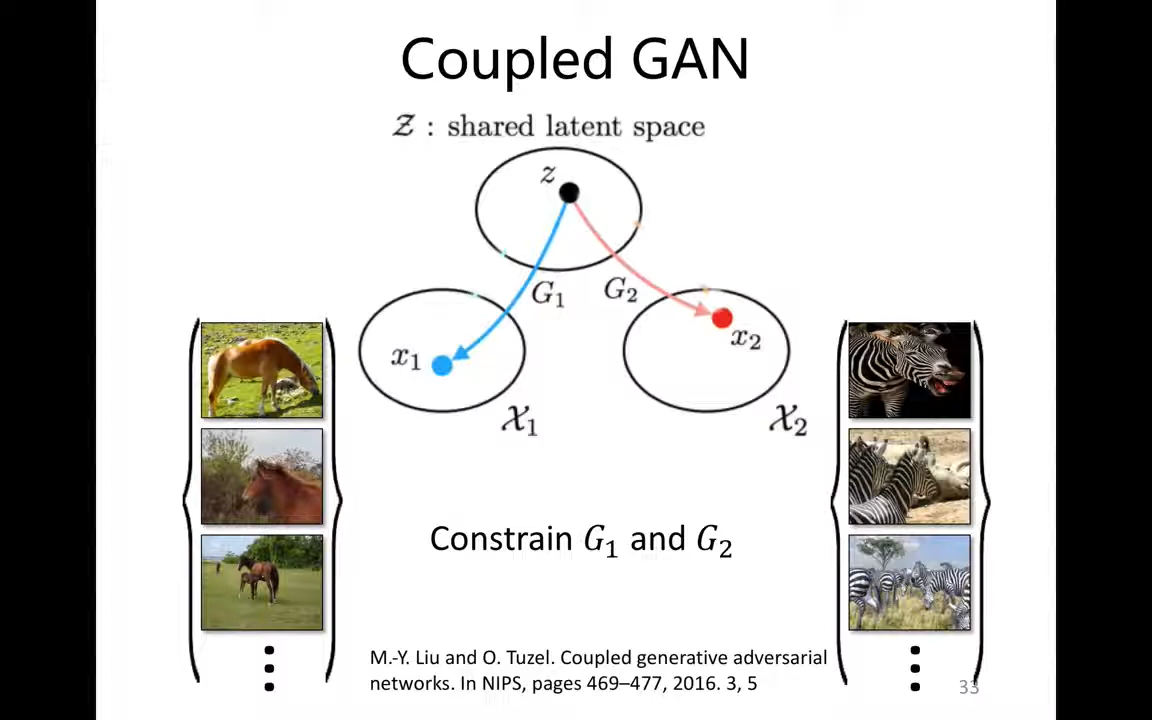 Coupled GAN
𝒵 : shared latent space
z
G₁
G₂
x₁
x₂
𝒳₁
𝒳₂
Constrain G₁ and G₂
M.-Y. Liu and O. Tuzel. Coupled generative adversarial
networks. In NIPS, pages 469–477, 2016. 3, 5
33